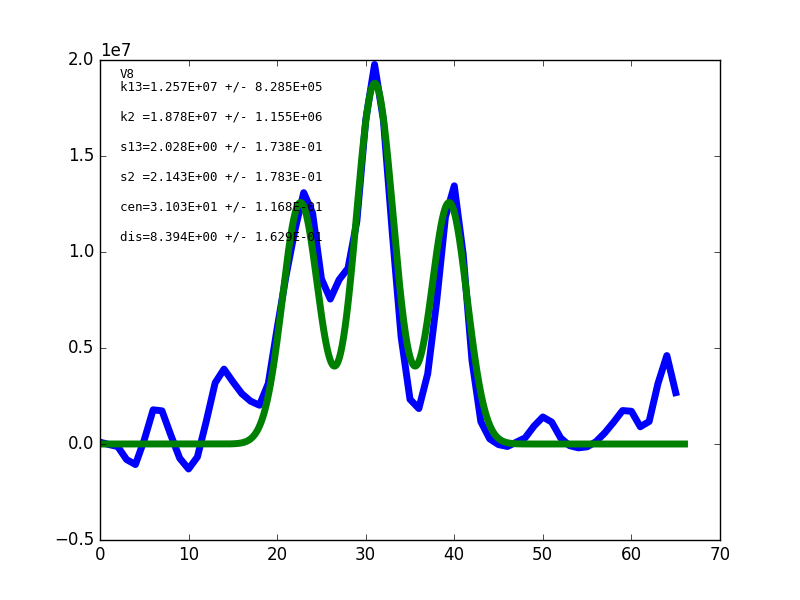 1e7
2.0
V8
k13=1.257E+07 +/- 8.285E+05
k2 =1.878E+07 +/- 1.155E+06
1.5
s13=2.028E+00 +/- 1.738E-01
s2 =2.143E+00 +/- 1.783E-01
cen=3.103E+01 +/- 1.168E-01
1.0
dis=8.394E+00 +/- 1.629E-01
0.5
0.0
−0.5
0 10 20 30 40 50 60 70